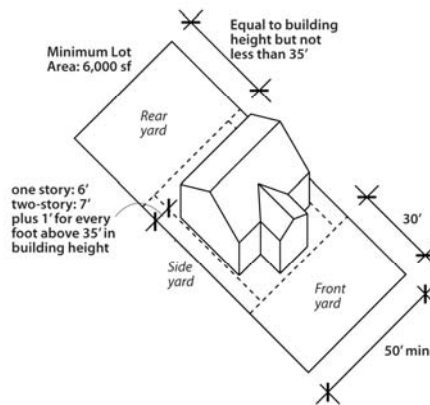 Equal to building
height but not
less than 35′
Minimum Lot
Area: 6,000 sf
Rear
yard
one story: 6′
two-story: 7′
plus 1′ for every
foot above 35′ in
building height
30′
Side
yard
Front
yard
50′ min